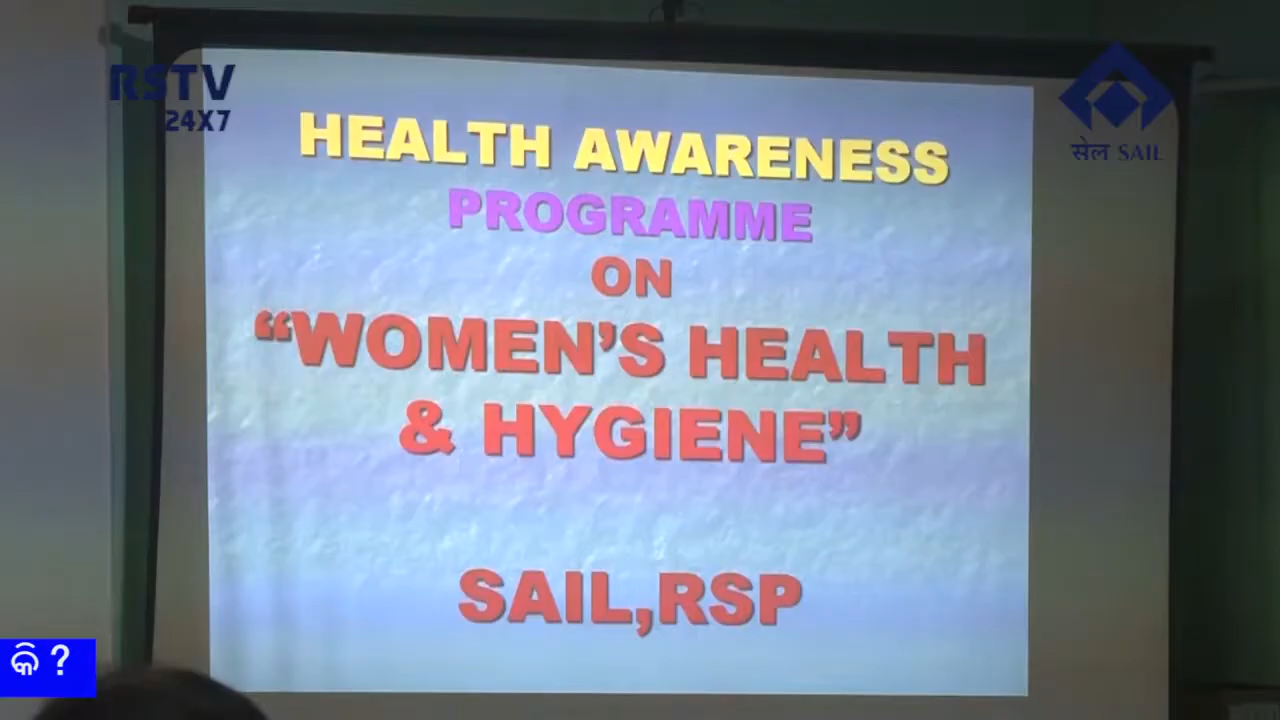 RSTV
24X7
सेल SAIL
HEALTH AWARENESS
PROGRAMME
ON
“WOMEN’S HEALTH
& HYGIENE”
SAIL,RSP
କି ?